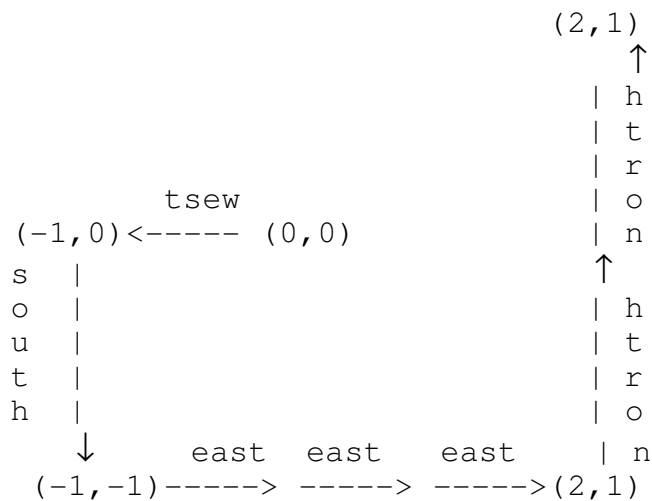 (2,1)
↑
| h
| t
| r
tsew | o
(-1,0)<----- (0,0) | n
s | ↑
o | | h
u | | t
t | | r
h | | o
↓ east east east | n
(-1,-1)-----> -----> ----->(2,1)